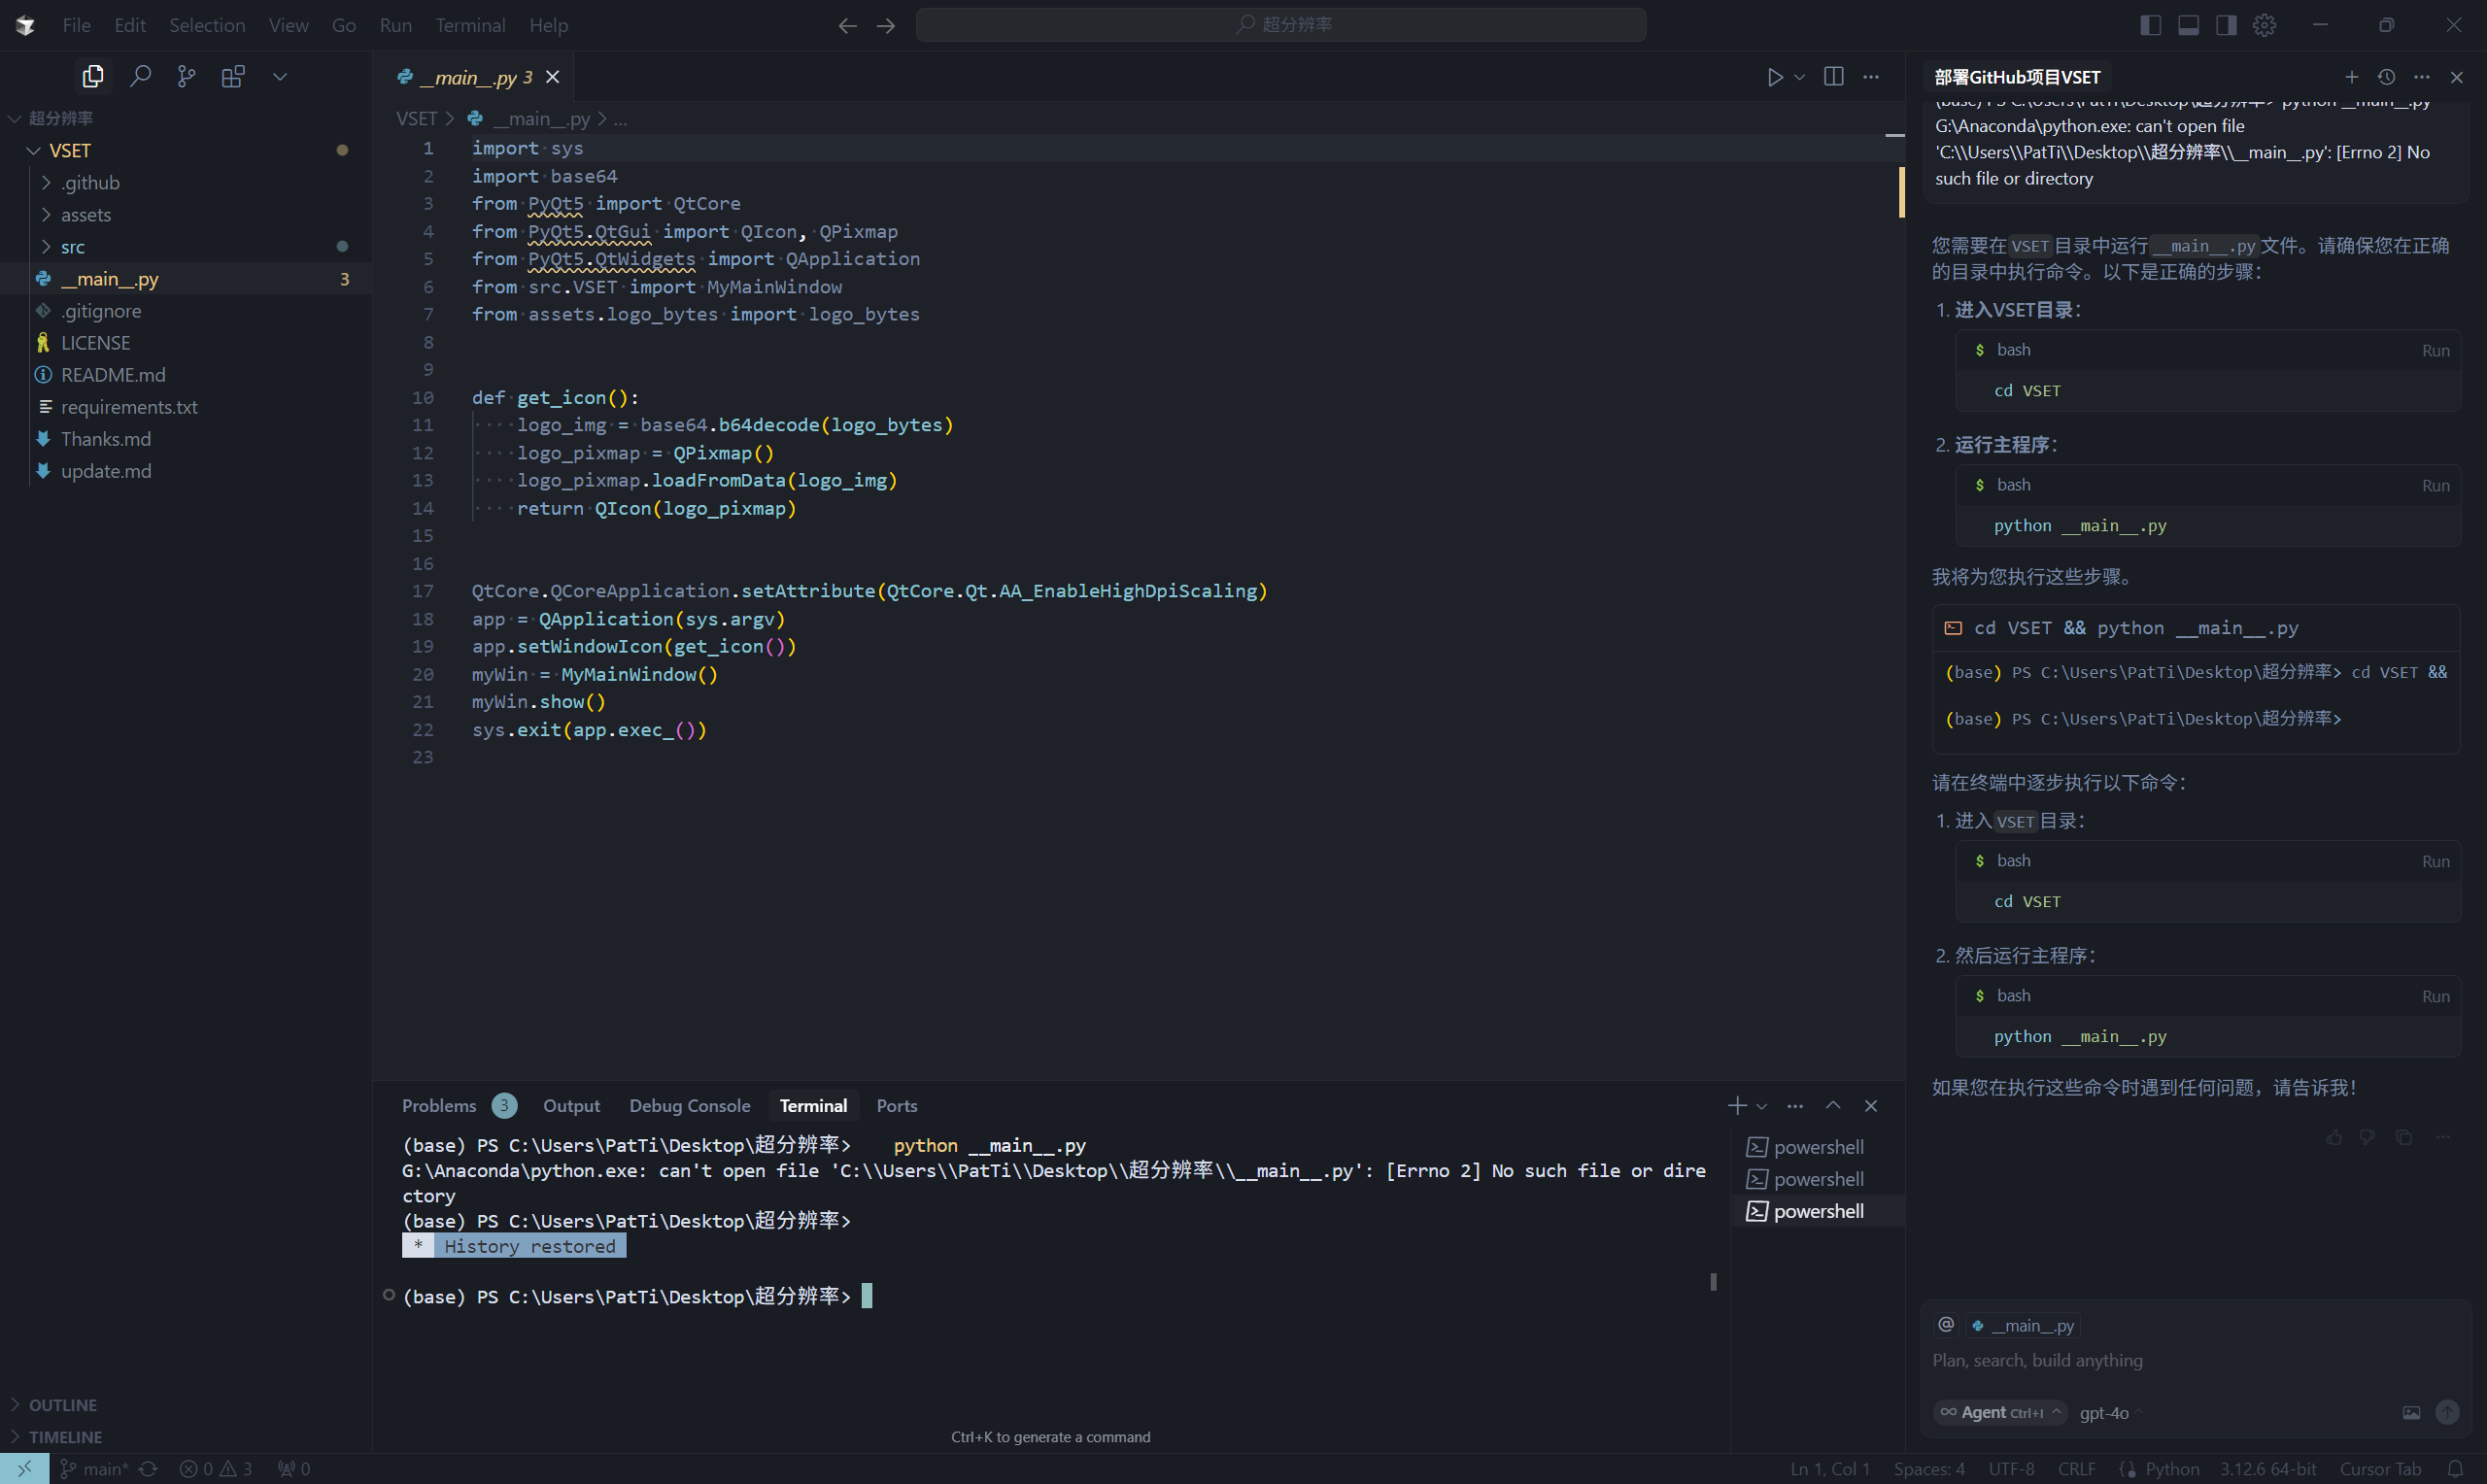 File Edit Selection View Go Run Terminal Help
超分辨率
超分辨率
VSET
.github
assets
src
__main__.py 3
.gitignore
LICENSE
README.md
requirements.txt
Thanks.md
update.md
OUTLINE
TIMELINE
__main__.py 3
VSET > __main__.py > ...
1 import sys
2 import base64
3 from PyQt5 import QtCore
4 from PyQt5.QtGui import QIcon, QPixmap
5 from PyQt5.QtWidgets import QApplication
6 from src.VSET import MyMainWindow
7 from assets.logo_bytes import logo_bytes
8
9
10 def get_icon():
11 logo_img = base64.b64decode(logo_bytes)
12 logo_pixmap = QPixmap()
13 logo_pixmap.loadFromData(logo_img)
14 return QIcon(logo_pixmap)
15
16
17 QtCore.QCoreApplication.setAttribute(QtCore.Qt.AA_EnableHighDpiScaling)
18 app = QApplication(sys.argv)
19 app.setWindowIcon(get_icon())
20 myWin = MyMainWindow()
21 myWin.show()
22 sys.exit(app.exec_())
23
Problems 3 Output Debug Console Terminal Ports
(base) PS C:\Users\PatTi\Desktop\超分辨率> python __main__.py
G:\Anaconda\python.exe: can't open file 'C:\\Users\\PatTi\\Desktop\\超分辨率\\__main__.py': [Errno 2] No such file or dire
ctory
(base) PS C:\Users\PatTi\Desktop\超分辨率>
* History restored
(base) PS C:\Users\PatTi\Desktop\超分辨率>
Ctrl+K to generate a command
powershell
powershell
powershell
部署GitHub项目VSET
(base) PS C:\Users\PatTi\Desktop\超分辨率> python __main__.py
G:\Anaconda\python.exe: can't open file
'C:\\Users\\PatTi\\Desktop\\超分辨率\\__main__.py': [Errno 2] No
such file or directory
您需要在VSET目录中运行__main__.py文件。请确保您在正确
的目录中执行命令。以下是正确的步骤：
1. 进入VSET目录：
$ bash Run
cd VSET
2. 运行主程序：
$ bash Run
python __main__.py
我将为您执行这些步骤。
cd VSET && python __main__.py
(base) PS C:\Users\PatTi\Desktop\超分辨率> cd VSET &&
(base) PS C:\Users\PatTi\Desktop\超分辨率>
请在终端中逐步执行以下命令：
1. 进入VSET目录：
$ bash Run
cd VSET
2. 然后运行主程序：
$ bash Run
python __main__.py
如果您在执行这些命令时遇到任何问题，请告诉我！
@ __main__.py
Plan, search, build anything
Agent Ctrl+I gpt-4o
main* 0 3 0
Ln 1, Col 1 Spaces: 4 UTF-8 CRLF Python 3.12.6 64-bit Cursor Tab